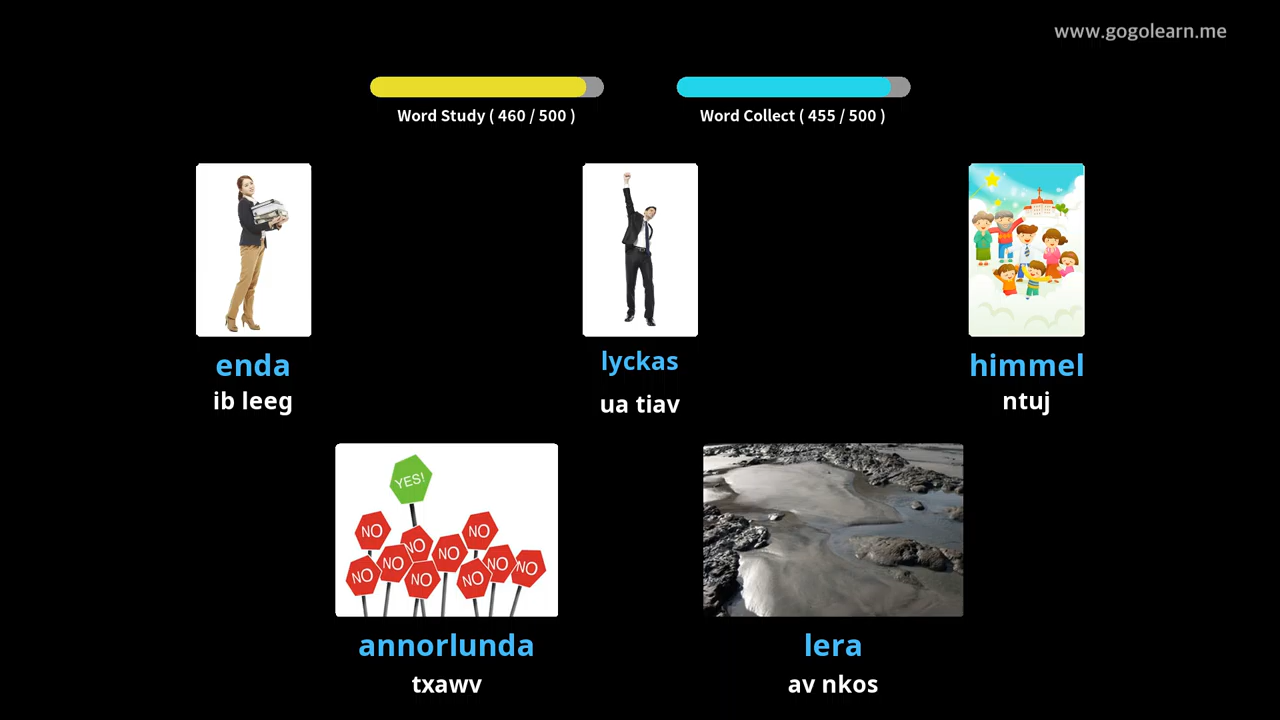 www.gogolearn.me
Word Study ( 460 / 500 )
Word Collect ( 455 / 500 )
enda
ib leeg
lyckas
ua tiav
himmel
ntuj
YES!
NO
NO
NO
NO
NO
NO
NO
NO
NO
NO
annorlunda
txawv
lera
av nkos